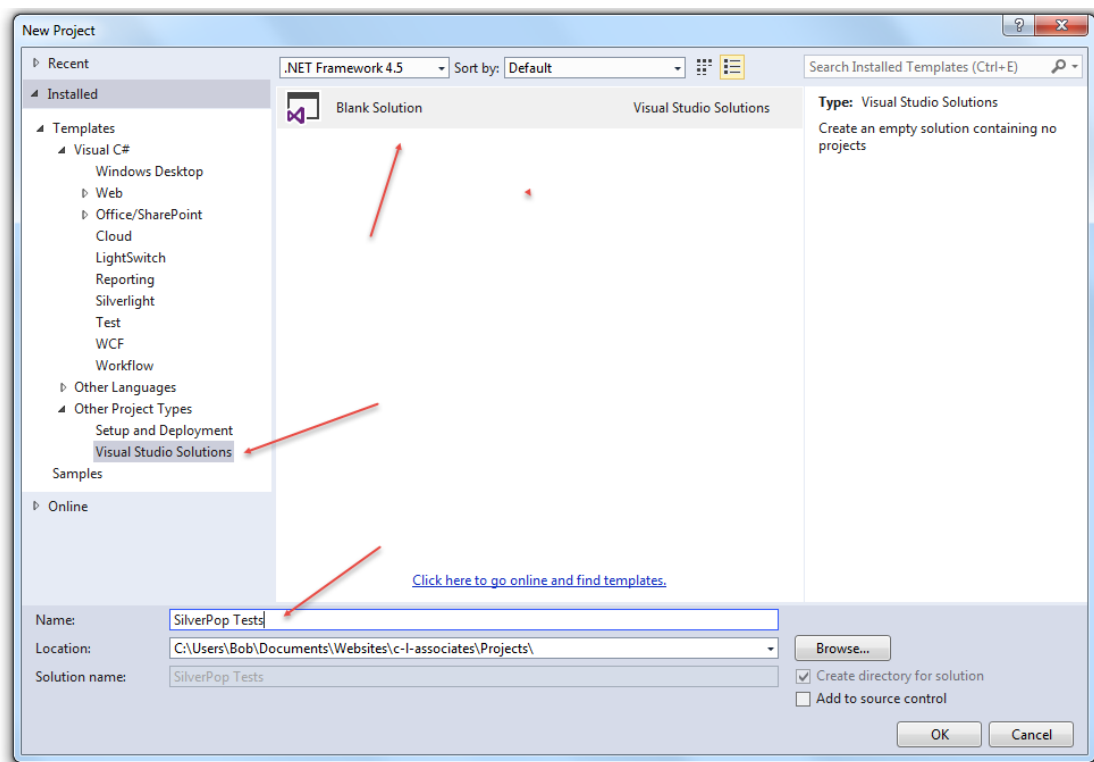 New Project
Recent
.NET Framework 4.5 Sort by: Default
Search Installed Templates (Ctrl+E)
Installed
Templates
Visual C#
Windows Desktop
Web
Office/SharePoint
Cloud
LightSwitch
Reporting
Silverlight
Test
WCF
Workflow
Other Languages
Other Project Types
Setup and Deployment
Visual Studio Solutions
Samples
Online
Blank Solution Visual Studio Solutions
Type: Visual Studio Solutions
Create an empty solution containing no
projects
Click here to go online and find templates.
Name: SilverPop Tests
Location: C:\Users\Bob\Documents\Websites\c-l-associates\Projects\ Browse...
Solution name: SilverPop Tests
Create directory for solution
Add to source control
OK Cancel